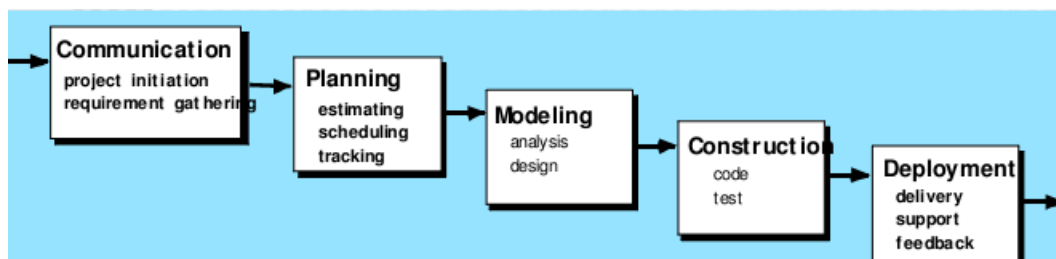 Communication
project initiation
requirement gathering
Planning
estimating
scheduling
tracking
Modeling
analysis
design
Construction
code
test
Deployment
delivery
support
feedback